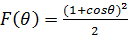 F(θ) = (1+cosθ)²/2